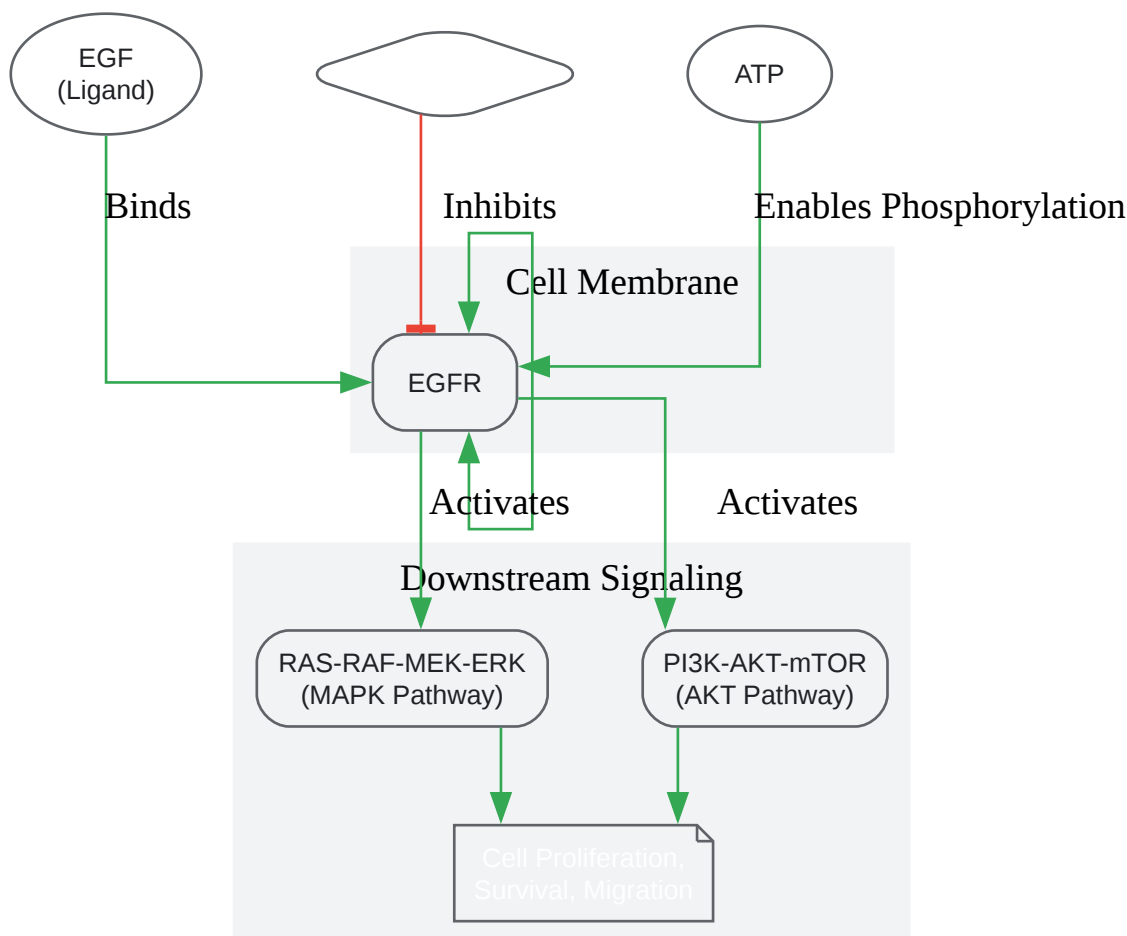 EGF
(Ligand)
ATP
Binds
Inhibits
Enables Phosphorylation
Cell Membrane
EGFR
Activates
Activates
Downstream Signaling
RAS-RAF-MEK-ERK
(MAPK Pathway)
PI3K-AKT-mTOR
(AKT Pathway)
Cell Proliferation,
Survival, Migration